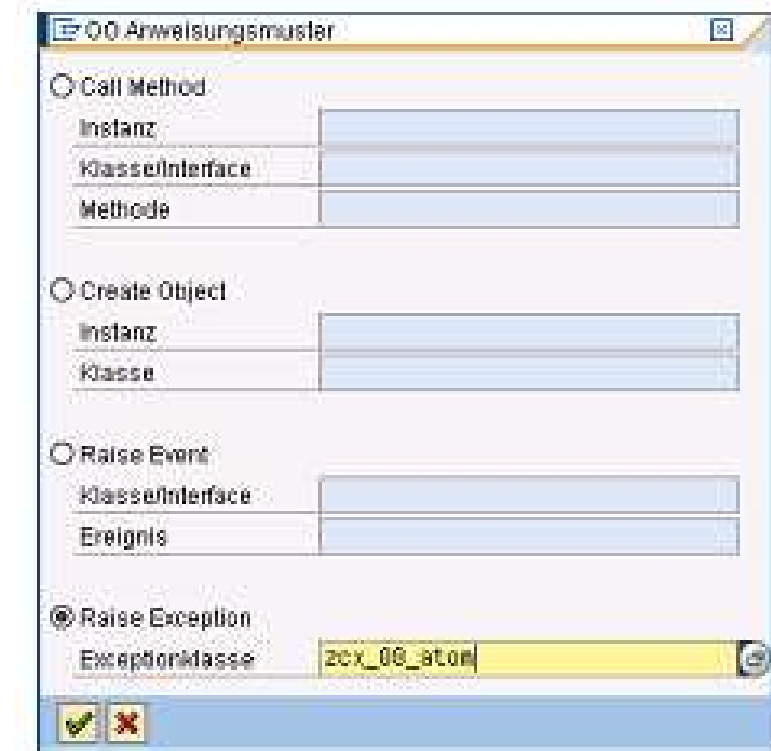 OO Anweisungsmuster
Call Method
Instanz
Klasse/Interface
Methode
Create Object
Instanz
Klasse
Raise Event
Klasse/Interface
Ereignis
Raise Exception
Exceptionklasse